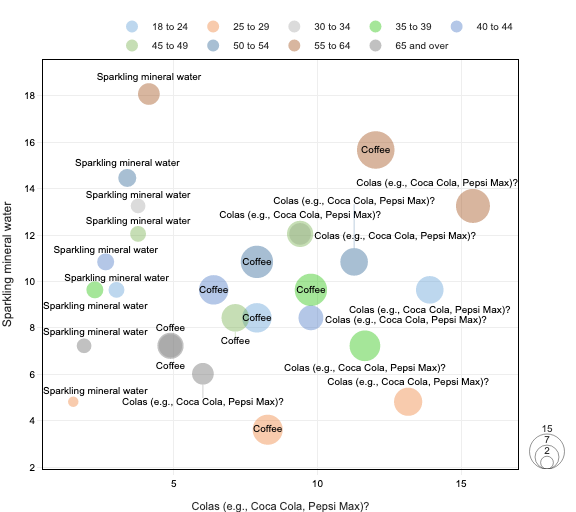 18 to 24 25 to 29 30 to 34 35 to 39 40 to 44
45 to 49 50 to 54 55 to 64 65 and over
Sparkling mineral water
18
16
14
12
10
8
6
4
2
Sparkling mineral water
Coffee
Sparkling mineral water
Colas (e.g., Coca Cola, Pepsi Max)?
Sparkling mineral water
Colas (e.g., Coca Cola, Pepsi Max)?
Sparkling mineral water
Colas (e.g., Coca Cola, Pepsi Max)?
Colas (e.g., Coca Cola, Pepsi Max)?
Sparkling mineral water
Sparkling mineral water
Coffee
Coffee
Coffee
Sparkling mineral water
Colas (e.g., Coca Cola, Pepsi Max)?
Coffee
Colas (e.g., Coca Cola, Pepsi Max)?
Sparkling mineral water
Coffee
Coffee
Coffee
Colas (e.g., Coca Cola, Pepsi Max)?
Colas (e.g., Coca Cola, Pepsi Max)?
Sparkling mineral water
Colas (e.g., Coca Cola, Pepsi Max)?
Coffee
15
7
2
5 10 15
Colas (e.g., Coca Cola, Pepsi Max)?